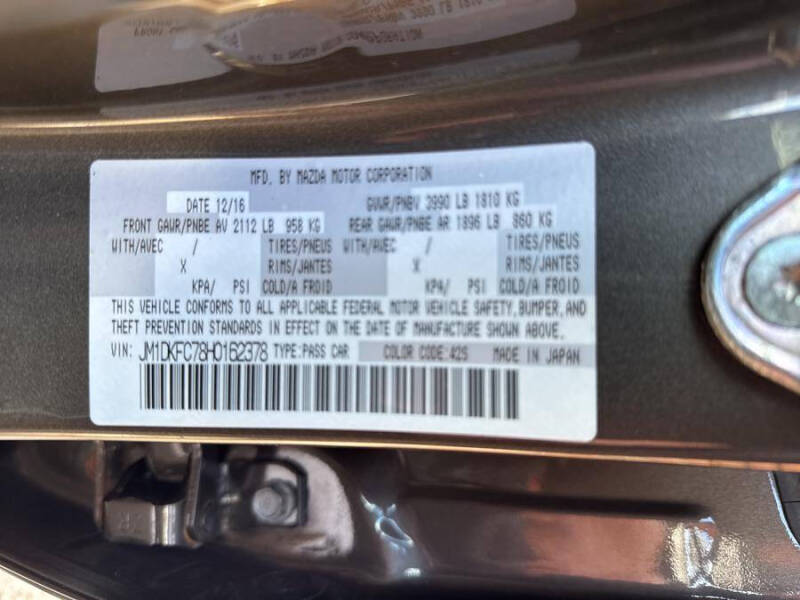 MFD. BY MAZDA MOTOR CORPORATION
DATE 12/16 GVWR/PNBV 3990 LB 1810 KG
FRONT GAWR/PNBE AV 2112 LB 958 KG REAR GAWR/PNBE AR 1896 LB 860 KG
WITH/AVEC / TIRES/PNEUS WITH/AVEC / TIRES/PNEUS
X RIMS/JANTES X RIMS/JANTES
KPA/ PSI COLD/A FROID KPA/ PSI COLD/A FROID
THIS VEHICLE CONFORMS TO ALL APPLICABLE FEDERAL MOTOR VEHICLE SAFETY, BUMPER, AND
THEFT PREVENTION STANDARDS IN EFFECT ON THE DATE OF MANUFACTURE SHOWN ABOVE.
VIN: JM1DKFC78H0162378 TYPE: PASS CAR COLOR CODE: 42S MADE IN JAPAN